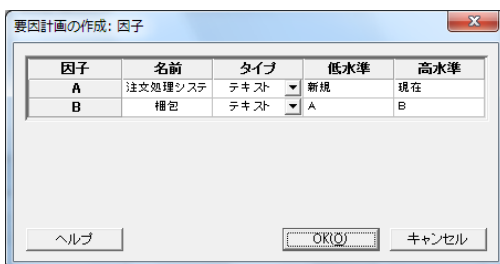 要因計画の作成: 因子
因子 名前 タイプ 低水準 高水準
A 注文処理システ テキスト 新規 現在
B 梱包 テキスト A B
ヘルプ OK(O) キャンセル